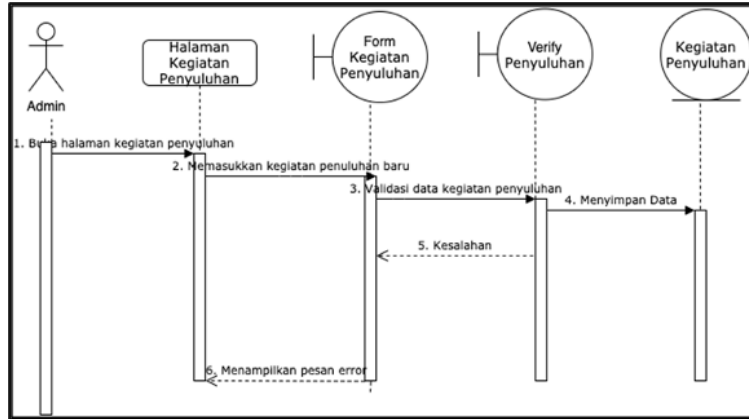 Halaman
Kegiatan
Penyuluhan
Form
Kegiatan
Penyuluhan
Verify
Penyuluhan
Kegiatan
Penyuluhan
Admin
1. Buka halaman kegiatan penyuluhan
2. Memasukkan kegiatan penuluhan baru
3. Validasi data kegiatan penyuluhan
4. Menyimpan Data
5. Kesalahan
6. Menampilkan pesan error